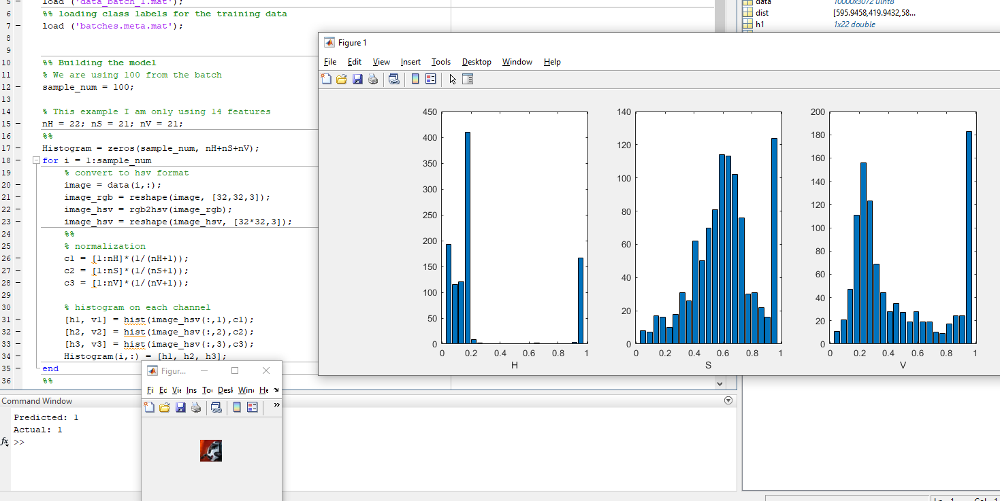 5 – load ('data_batch_1.mat');
6 %% loading class labels for the training data
7 – load ('batches.meta.mat');
8
9
10 %% Building the model
11 % We are using 100 from the batch
12 – sample_num = 100;
13
14 % This example I am only using 14 features
15 – nH = 22; nS = 21; nV = 21;
16 %%
17 – Histogram = zeros(sample_num, nH+nS+nV);
18 – for i = 1:sample_num
19 % convert to hsv format
20 – image = data(i,:);
21 – image_rgb = reshape(image, [32,32,3]);
22 – image_hsv = rgb2hsv(image_rgb);
23 – image_hsv = reshape(image_hsv, [32*32,3]);
24 %%
25 % normalization
26 – c1 = [1:nH]*(1/(nH+1));
27 – c2 = [1:nS]*(1/(nS+1));
28 – c3 = [1:nV]*(1/(nV+1));
29
30 % histogram on each channel
31 – [h1, v1] = hist(image_hsv(:,1),c1);
32 – [h2, v2] = hist(image_hsv(:,2),c2);
33 – [h3, v3] = hist(image_hsv(:,3),c3);
34 – Histogram(i,:) = [h1, h2, h3];
35 – end
36 %%
data 10000x3072 uint8
dist [595.9458,419.9432,58...
h1 1x22 double
Figure 1
File Edit View Insert Tools Desktop Window Help
450
400
350
300
250
200
150
100
50
0
0 0.2 0.4 0.6 0.8 1
H
140
120
100
80
60
40
20
0
0 0.2 0.4 0.6 0.8 1
S
200
180
160
140
120
100
80
60
40
20
0
0 0.2 0.4 0.6 0.8 1
V
Figur...
Fi Ec Vie Ins To Desk Win He
Command Window
Predicted: 1
Actual: 1
fx >>